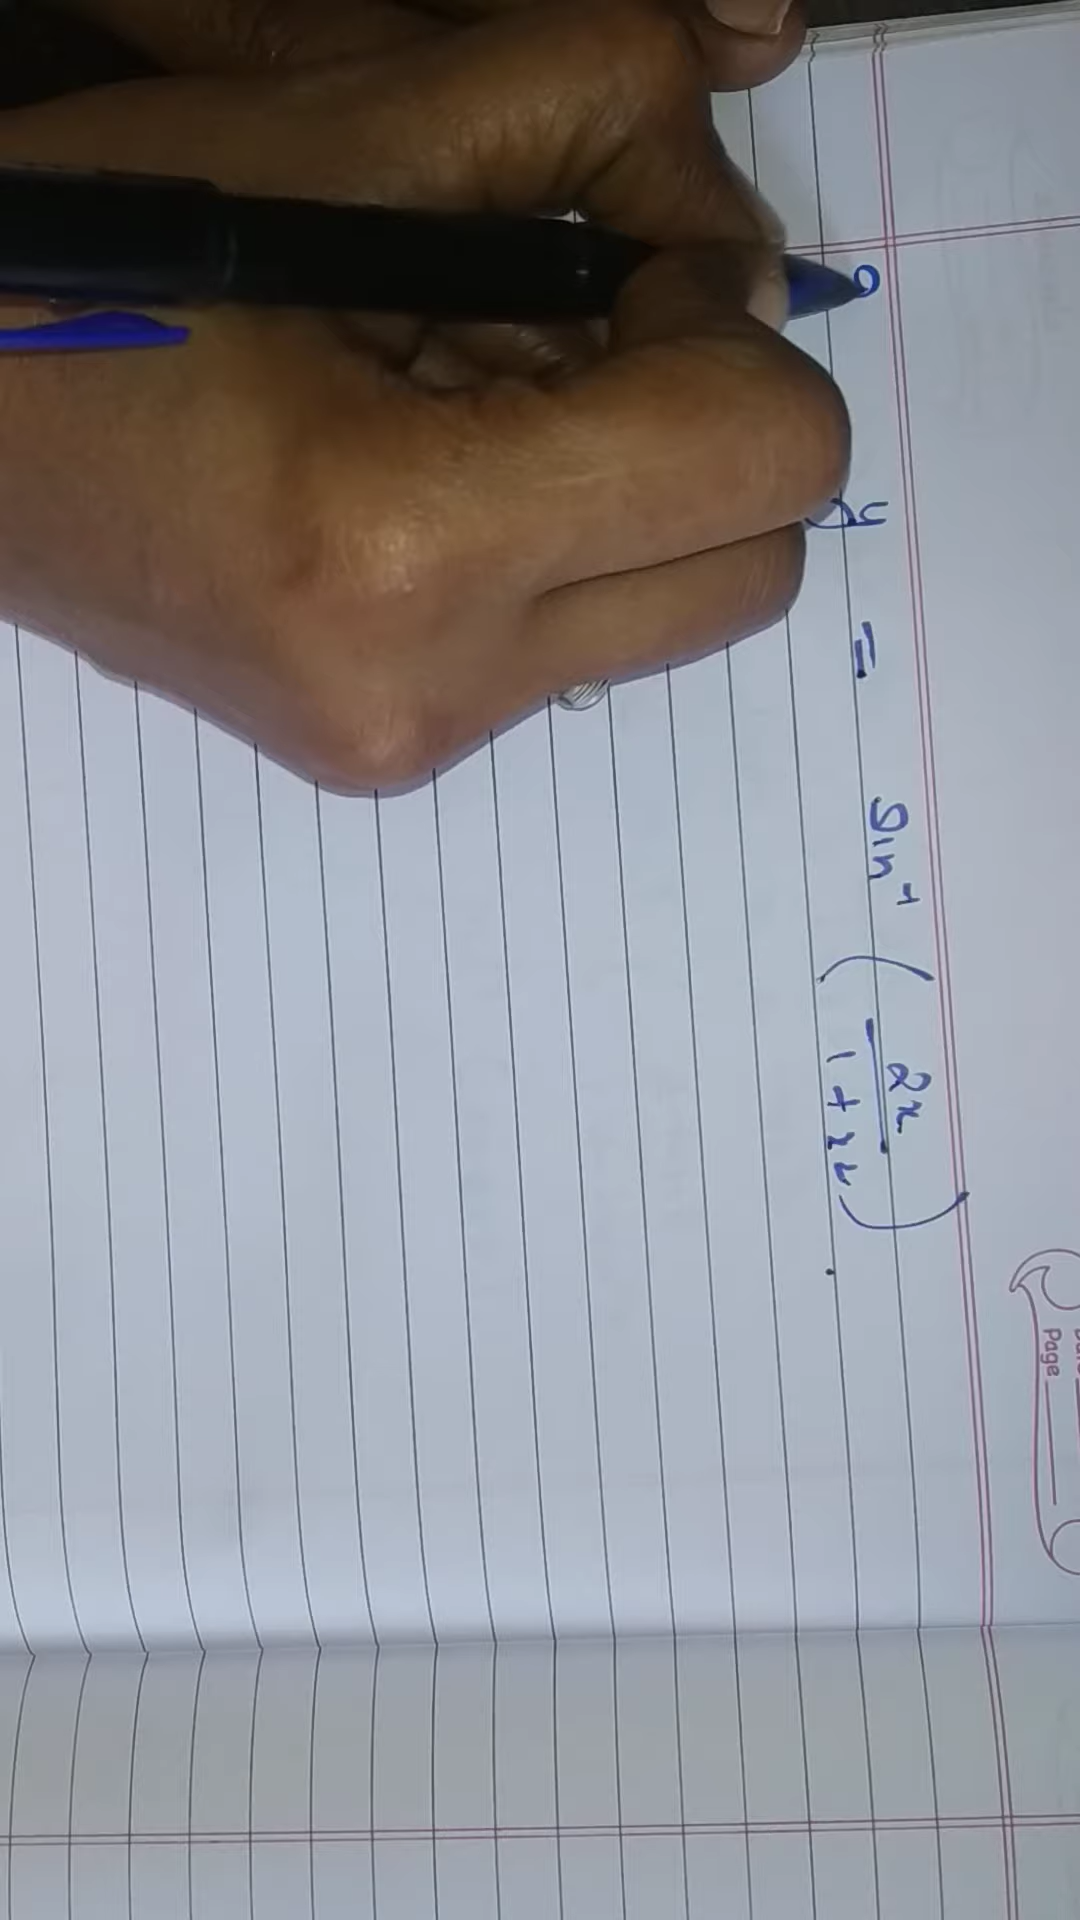 Page
y = sin⁻¹ ( 2x / 1 + x² ) .